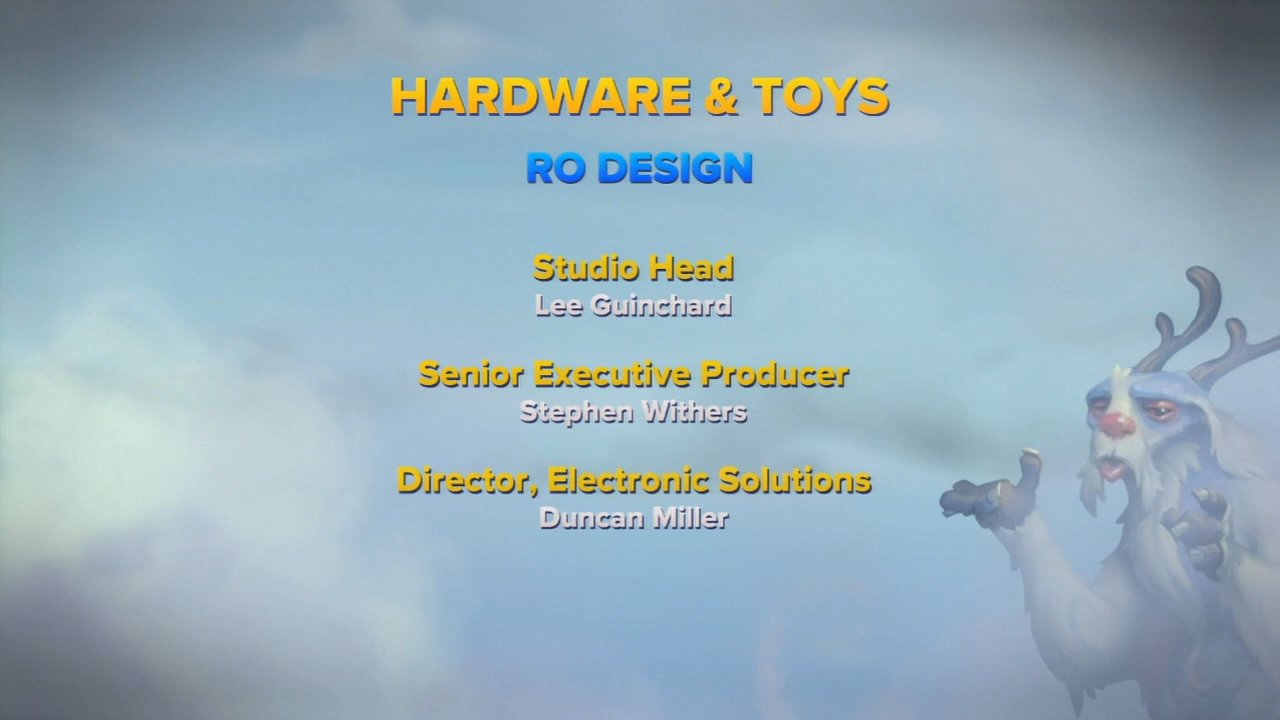 HARDWARE & TOYS
RO DESIGN
Studio Head
Lee Guinchard
Senior Executive Producer
Stephen Withers
Director, Electronic Solutions
Duncan Miller